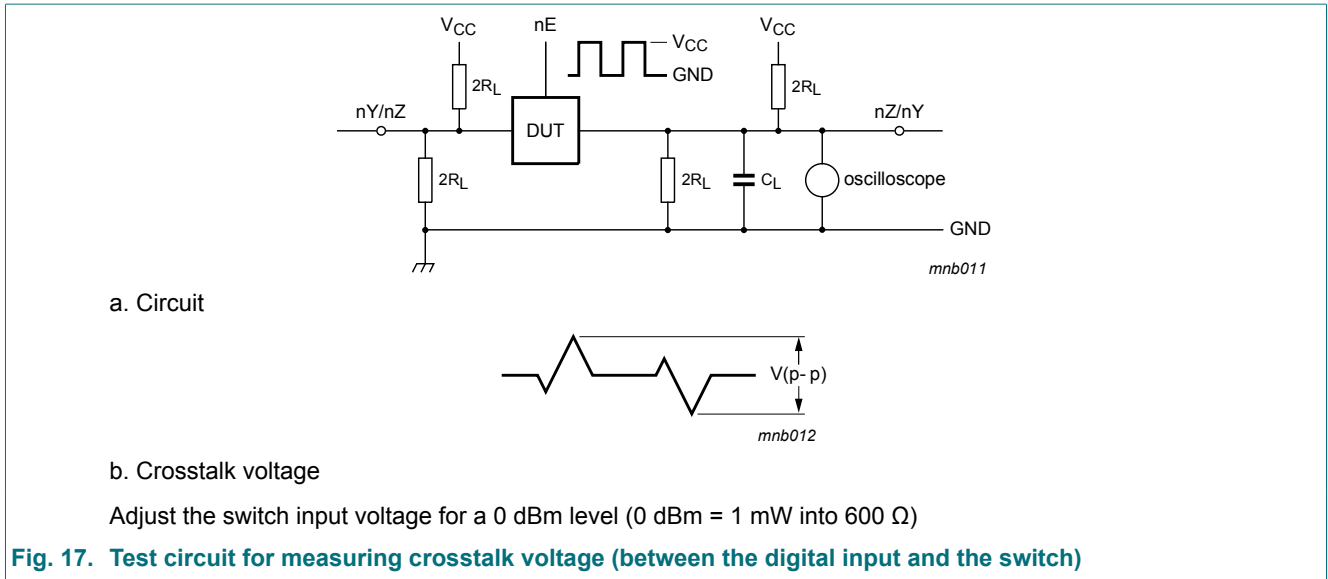 VCC nE VCC
VCC
GND
2RL 2RL
nY/nZ nZ/nY
DUT
2RL 2RL CL oscilloscope
GND
mnb011
a. Circuit
V(p- p)
mnb012
b. Crosstalk voltage
Adjust the switch input voltage for a 0 dBm level (0 dBm = 1 mW into 600 Ω)
Fig. 17. Test circuit for measuring crosstalk voltage (between the digital input and the switch)